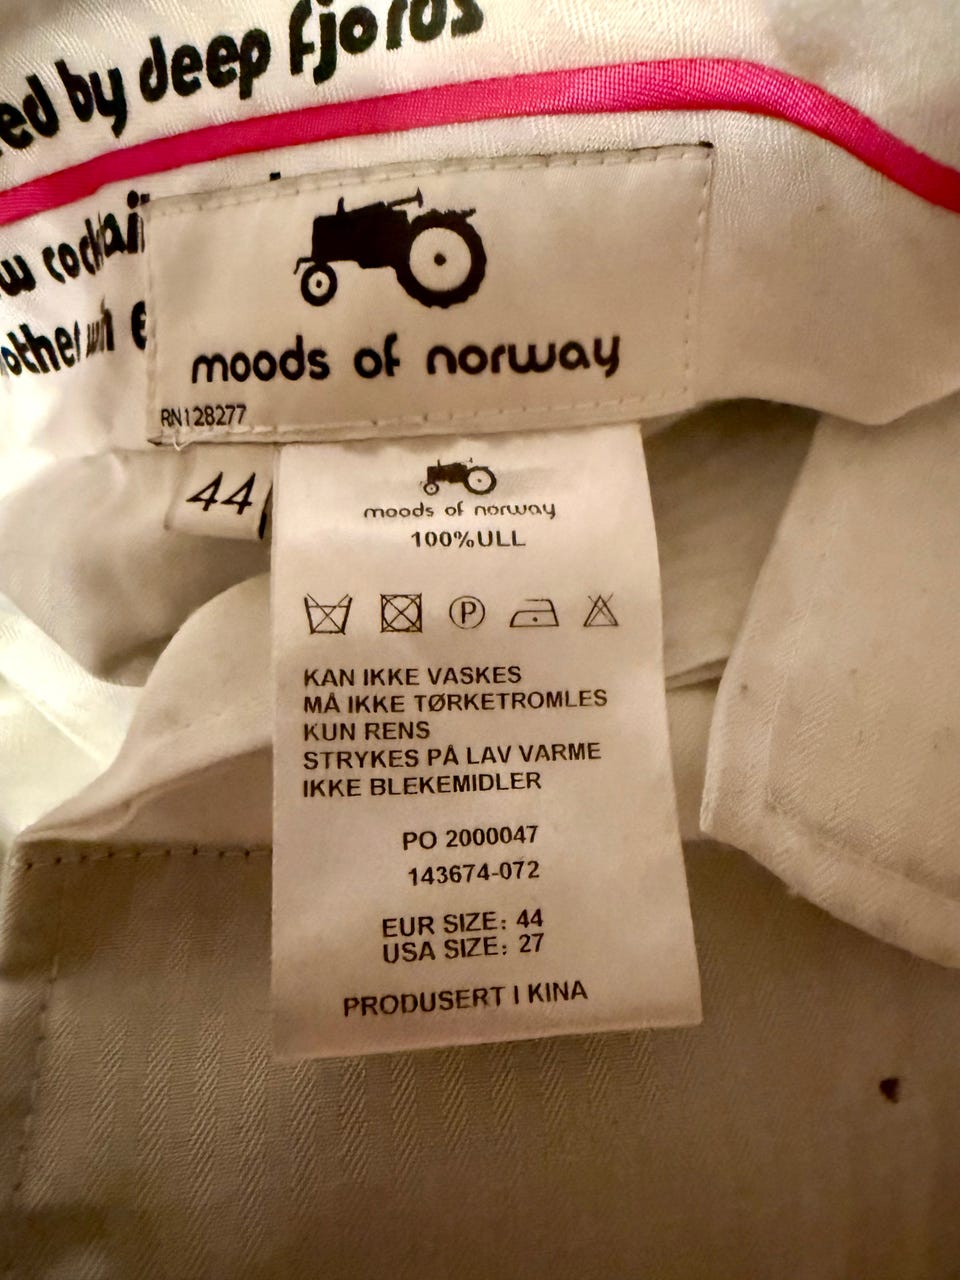 by deep fjords
moods of norway
RN128277
44
moods of norway
100%ULL
P
KAN IKKE VASKES
MÅ IKKE TØRKETROMLES
KUN RENS
STRYKES PÅ LAV VARME
IKKE BLEKEMIDLER
PO 2000047
143674-072
EUR SIZE: 44
USA SIZE: 27
PRODUSERT I KINA